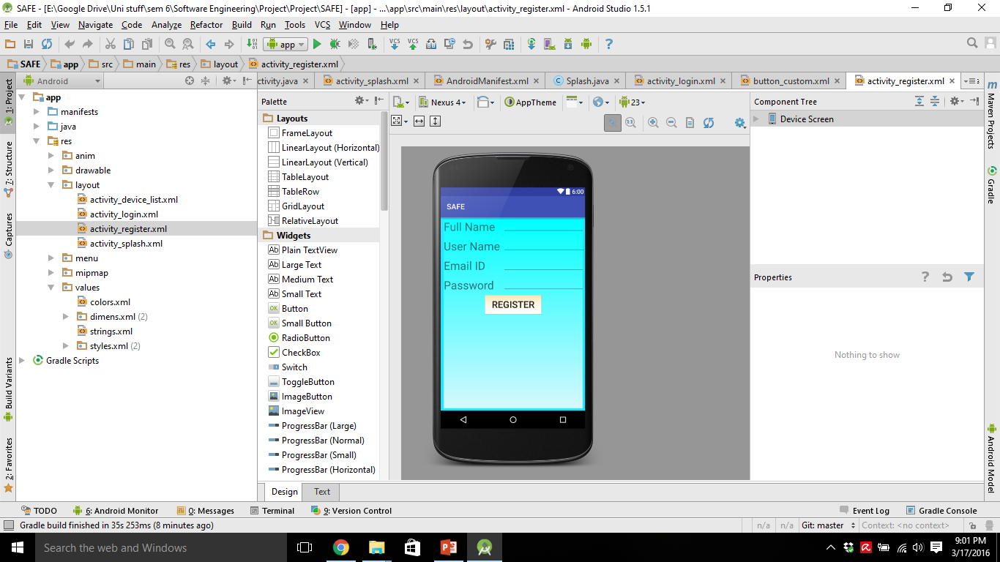 SAFE - [E:\Google Drive\Uni stuff\sem 6\Software Engineering\Project\Project\SAFE] - [app] - ...\app\src\main\res\layout\activity_register.xml - Android Studio 1.5.1
File Edit View Navigate Code Analyze Refactor Build Run Tools VCS Window Help
app
VCS VCS
SAFE app src main res layout activity_register.xml
Android
ctivity.java activity_splash.xml AndroidManifest.xml Splash.java activity_login.xml button_custom.xml activity_register.xml
1: Project
7: Structure
Captures
Build Variants
2: Favorites
app
manifests
java
res
anim
drawable
layout
activity_device_list.xml
activity_login.xml
activity_register.xml
activity_splash.xml
menu
mipmap
values
colors.xml
dimens.xml (2)
strings.xml
styles.xml (2)
Gradle Scripts
Palette
Layouts
FrameLayout
LinearLayout (Horizontal)
LinearLayout (Vertical)
TableLayout
TableRow
GridLayout
RelativeLayout
Widgets
Ab Plain TextView
Ab Large Text
Ab Medium Text
Ab Small Text
OK Button
OK Small Button
RadioButton
CheckBox
Switch
ToggleButton
ImageButton
ImageView
ProgressBar (Large)
ProgressBar (Normal)
ProgressBar (Small)
ProgressBar (Horizontal)
Nexus 4 AppTheme 23
6:00
SAFE
Full Name
User Name
Email ID
Password
REGISTER
Component Tree
Device Screen
Properties
Nothing to show
Maven Projects
Gradle
Android Model
Design Text
TODO 6: Android Monitor 0: Messages Terminal 9: Version Control Event Log Gradle Console
Gradle build finished in 35s 253ms (8 minutes ago) n/a n/a Git: master Context: <no context>
Search the web and Windows
9:01 PM
3/17/2016